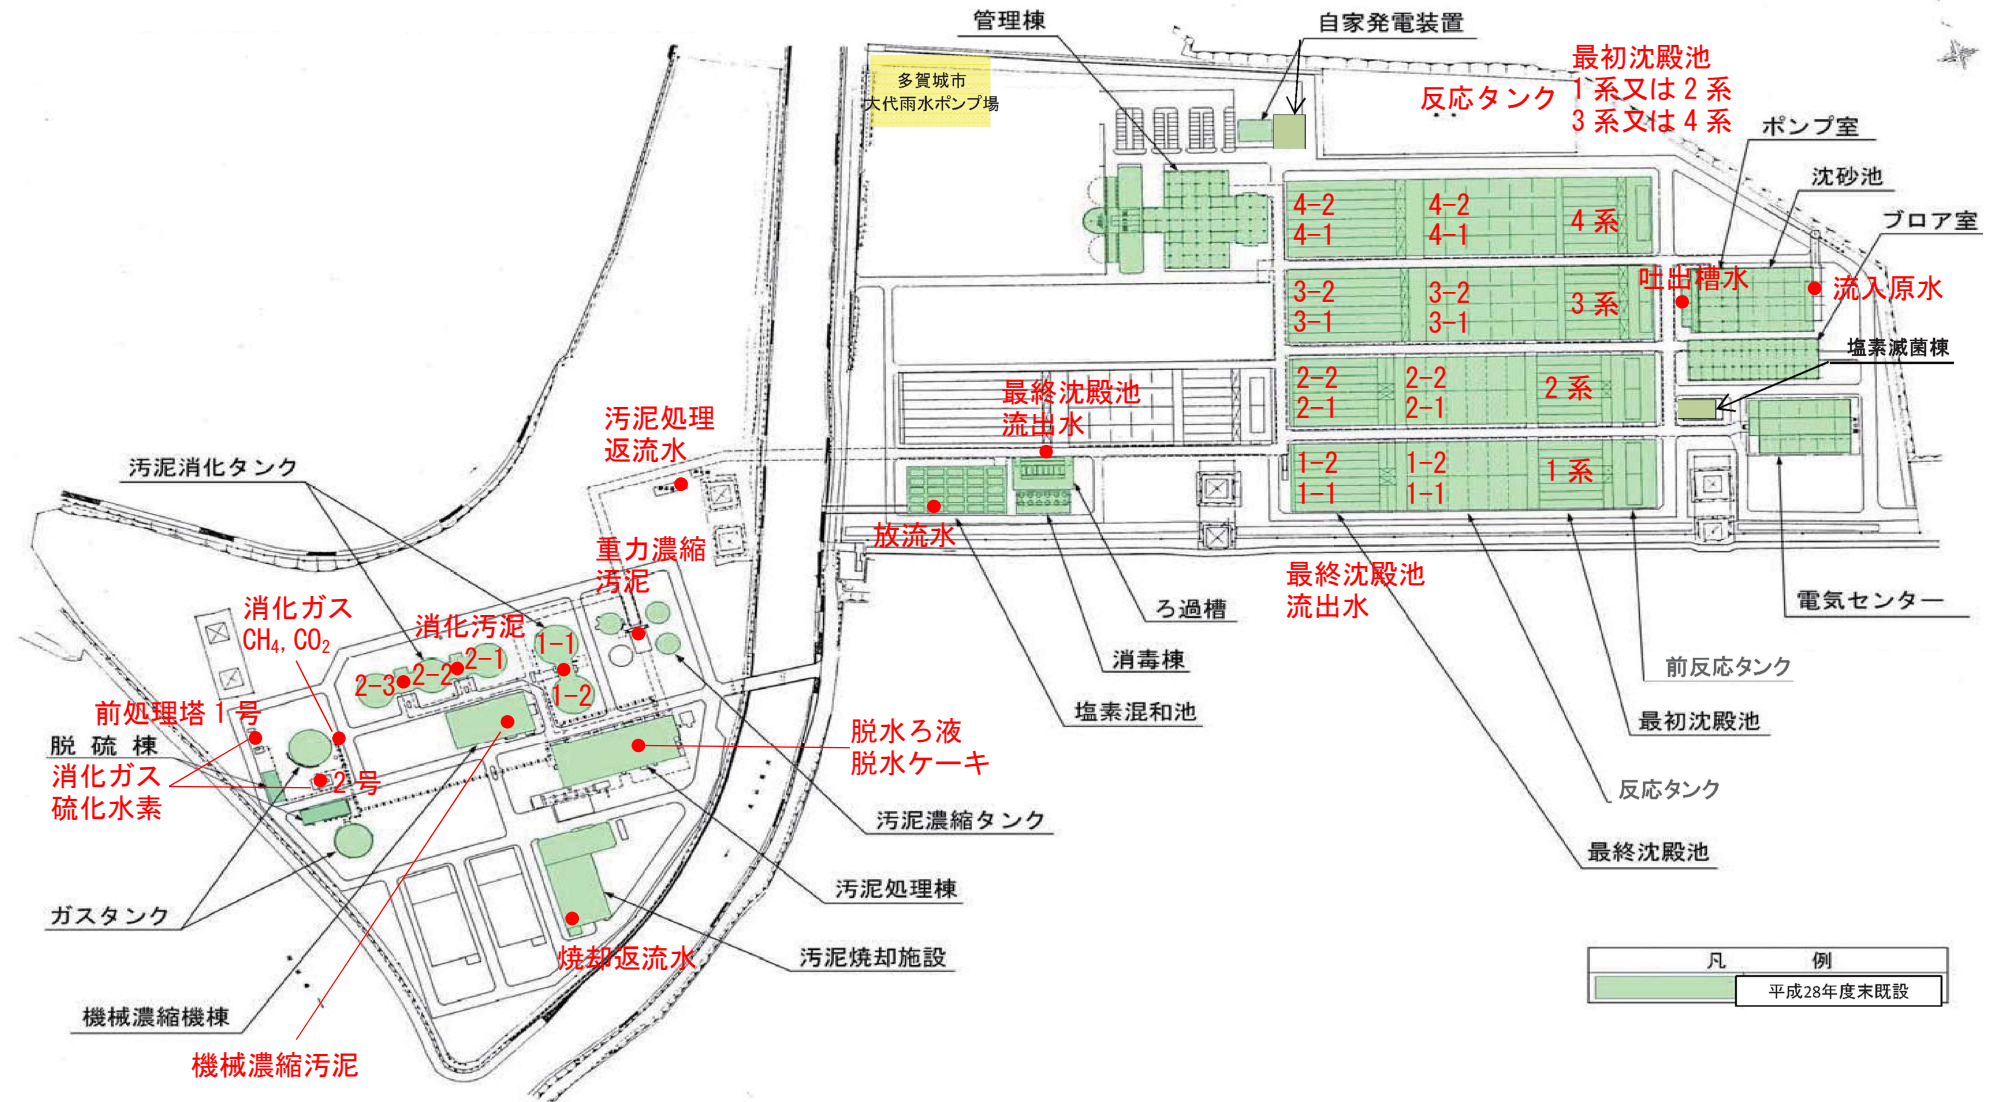 管理棟
自家発電装置
多賀城市
大代雨水ポンプ場
最初沈殿池
反応タンク
1系又は2系
3系又は4系
ポンプ室
沈砂池
ブロア室
4-2
4-1
4-2
4-1
4系
3-2
3-1
3-2
3-1
3系
吐出槽水
流入原水
塩素滅菌棟
2-2
2-1
2-2
2-1
2系
最終沈殿池
流出水
1-2
1-1
1-2
1-1
1系
汚泥処理
返流水
汚泥消化タンク
放流水
重力濃縮
汚泥
最終沈殿池
流出水
ろ過槽
電気センター
消化ガス
CH₄, CO₂
消化汚泥
1-1
2-1
2-2
2-3
1-2
消毒棟
前反応タンク
塩素混和池
最初沈殿池
前処理塔1号
脱硫棟
消化ガス
硫化水素
2号
脱水ろ液
脱水ケーキ
反応タンク
汚泥濃縮タンク
最終沈殿池
汚泥処理棟
ガスタンク
焼却返流水
汚泥焼却施設
凡例
平成28年度末既設
機械濃縮機棟
機械濃縮汚泥